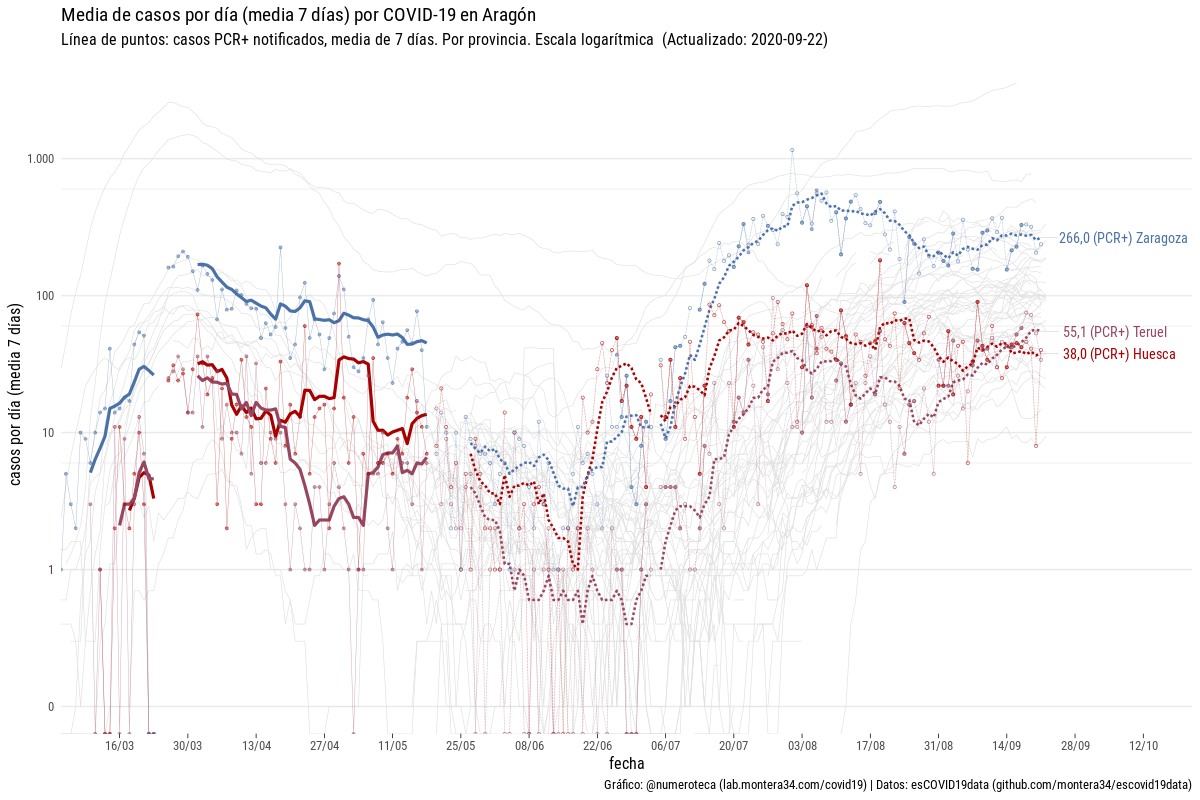 Media de casos por día (media 7 días) por COVID-19 en Aragón
Línea de puntos: casos PCR+ notificados, media de 7 días. Por provincia. Escala logarítmica (Actualizado: 2020-09-22)
casos por día (media 7 días)
1.000
100
10
1
0
266,0 (PCR+) Zaragoza
55,1 (PCR+) Teruel
38,0 (PCR+) Huesca
16/03 30/03 13/04 27/04 11/05 25/05 08/06 22/06 06/07 20/07 03/08 17/08 31/08 14/09 28/09 12/10
fecha
Gráfico: @numeroteca (lab.montera34.com/covid19) | Datos: esCOVID19data (github.com/montera34/escovid19data)